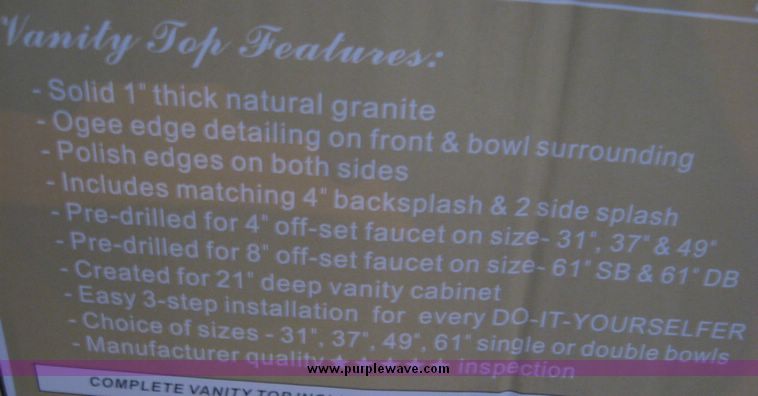 Vanity Top Features:
- Solid 1" thick natural granite
- Ogee edge detailing on front & bowl surrounding
- Polish edges on both sides
- Includes matching 4" backsplash & 2 side splash
- Pre-drilled for 4" off-set faucet on size- 31", 37" & 49"
- Pre-drilled for 8" off-set faucet on size- 61" SB & 61" DB
- Created for 21" deep vanity cabinet
- Easy 3-step installation for every DO-IT-YOURSELFER
- Choice of sizes - 31", 37", 49", 61" single or double bowls
- Manufacturer quality ★ ★ ★ ★ ★ inspection
www.purplewave.com
COMPLETE VANITY TOP